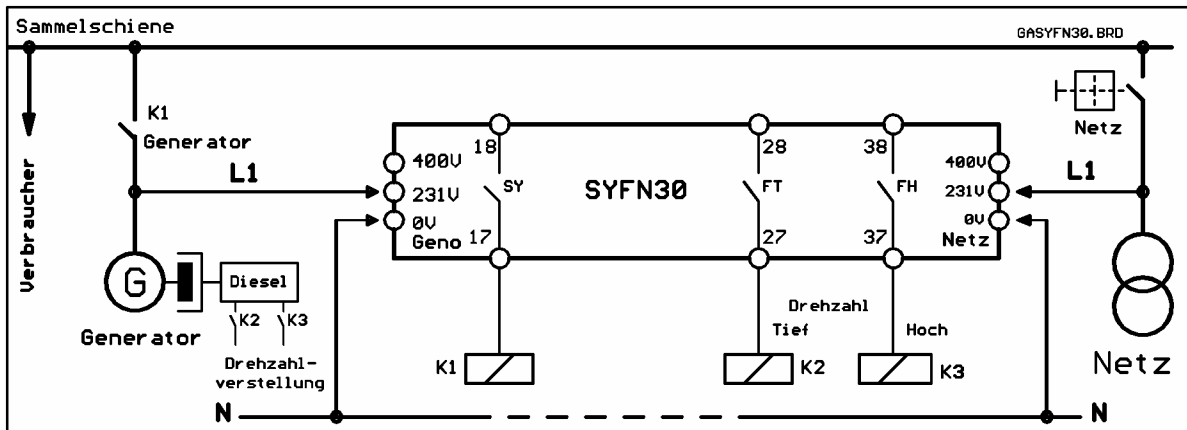 Sammelschiene
GASYFN30.BRD
K1
Generator
Netz
Verbraucher
L1
400V
231V
0V
Geno
18
SY
17
SYFN30
28
FT
27
38
FH
37
400V
231V
0V
Netz
L1
G
Diesel
K2
K3
Generator
Drehzahl-
verstellung
Drehzahl
Tief
Hoch
K1
K2
K3
Netz
N
N